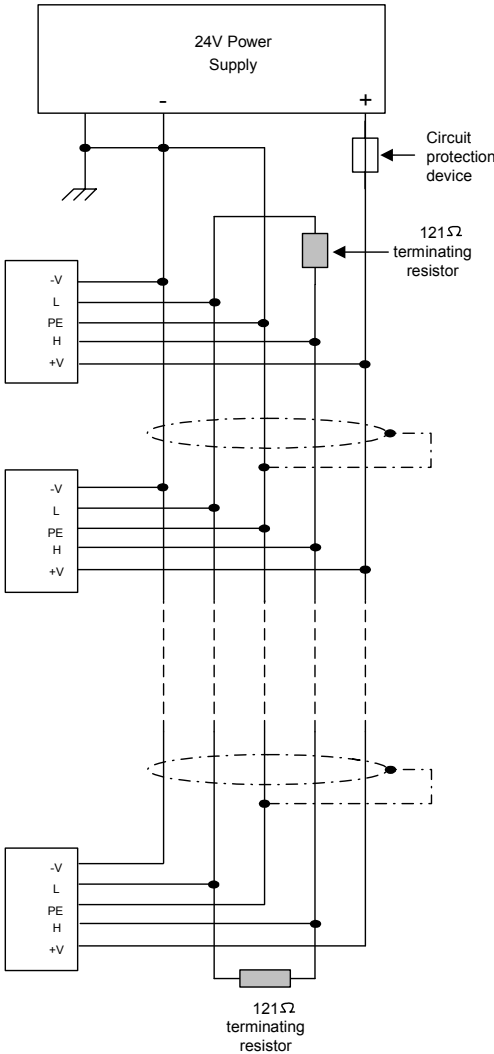 24V Power
Supply
-
+
Circuit
protection
device
121Ω
terminating
resistor
-V
L
PE
H
+V
-V
L
PE
H
+V
-V
L
PE
H
+V
121Ω
terminating
resistor